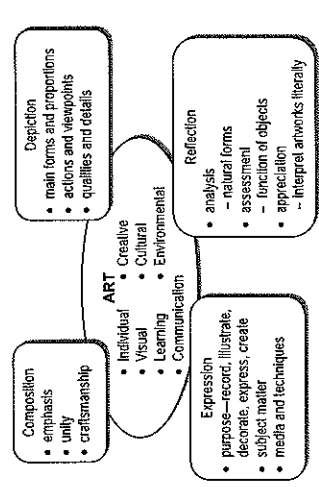 Composition
• emphasis
• unity
• craftsmanship
Depiction
• main forms and proportions
• actions and viewpoints
• qualities and details
ART
• Individual • Creative
• Visual • Cultural
• Learning • Environmental
• Communication
Expression
• purpose—record, illustrate,
decorate, express, create
• subject matter
• media and techniques
Reflection
• analysis
– natural forms
• assessment
– function of objects
• appreciation
– interpret artworks literally